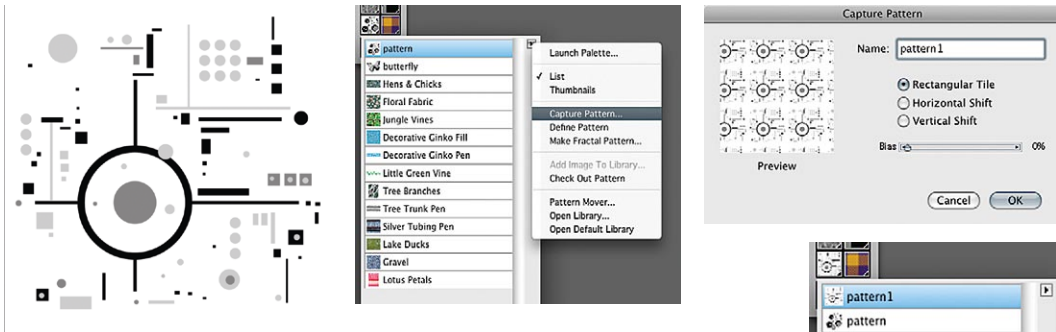 pattern
butterfly
Hens & Chicks
Floral Fabric
Jungle Vines
Decorative Ginko Fill
Decorative Ginko Pen
Little Green Vine
Tree Branches
Tree Trunk Pen
Silver Tubing Pen
Lake Ducks
Gravel
Lotus Petals
Launch Palette...
✓ List
Thumbnails
Capture Pattern...
Define Pattern
Make Fractal Pattern...
Add Image To Library...
Check Out Pattern
Pattern Mover...
Open Library...
Open Default Library
Capture Pattern
Name: pattern1
Rectangular Tile
Horizontal Shift
Vertical Shift
Bias 0%
Preview
Cancel OK
pattern1
pattern